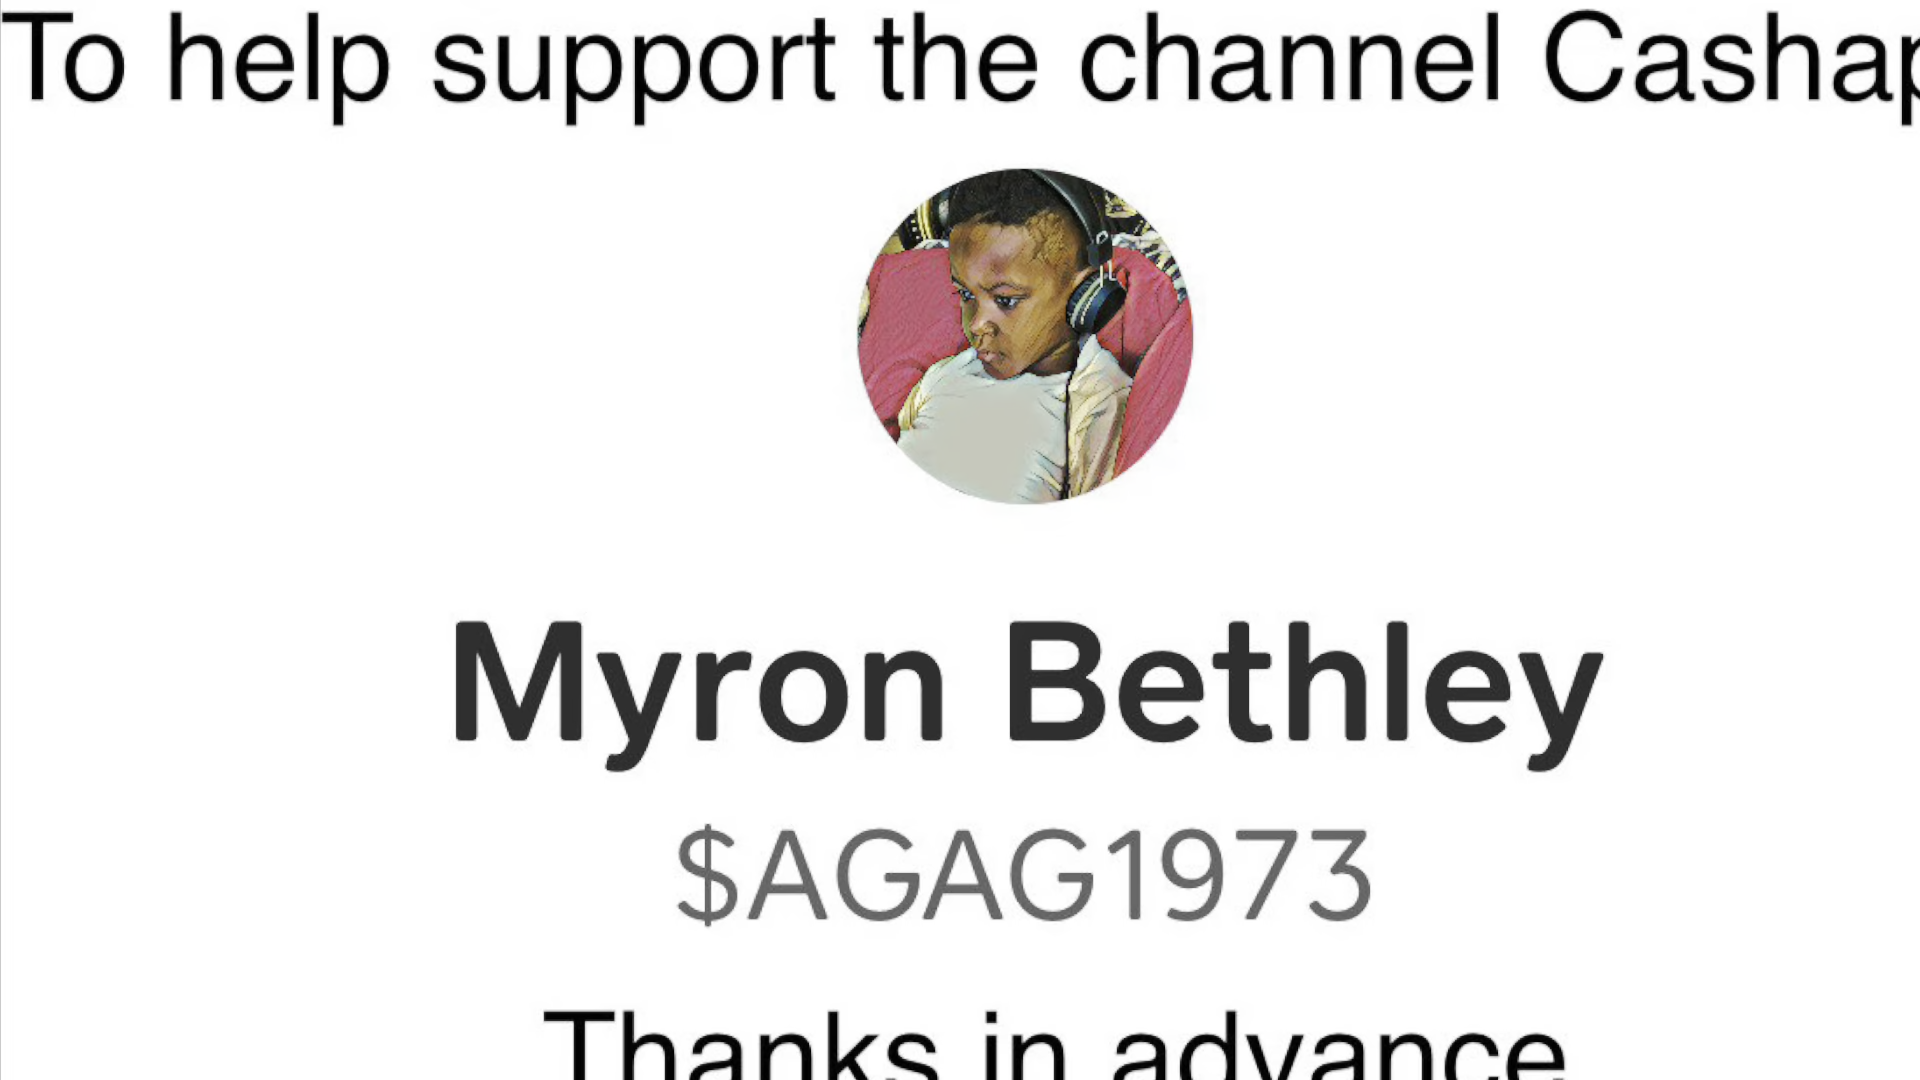 To help support the channel Cashap
Myron Bethley
$AGAG1973
Thanks in advance